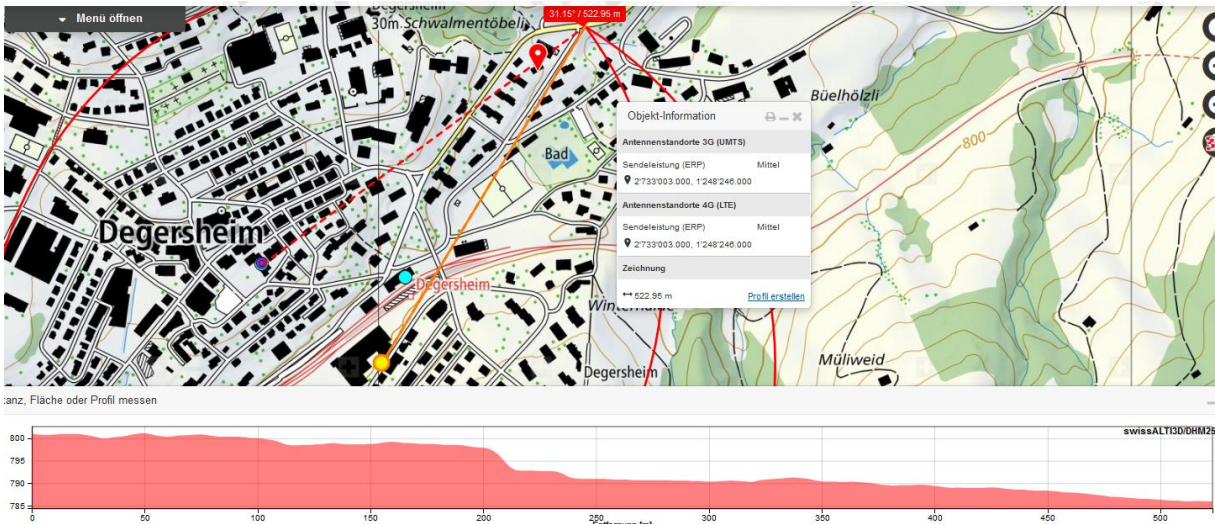 Menü öffnen
Degersheim
30m. Schwalmentöbeli
31.15° / 522.95 m
Büelhölzli
800
Bad
Objekt-Information
Antennenstandorte 3G (UMTS)
Sendeleistung (ERP) Mittel
2'733'003.000, 1'248'246.000
Antennenstandorte 4G (LTE)
Sendeleistung (ERP) Mittel
2'733'003.000, 1'248'246.000
Zeichnung
522.95 m Profil erstellen
Degersheim
Degersheim
Müliweid
Degersheim
tanz, Fläche oder Profil messen
swissALTI3D/DHM25
800
795
790
785
0 50 100 150 200 250 300 350 400 450 500
Entfernung [m]